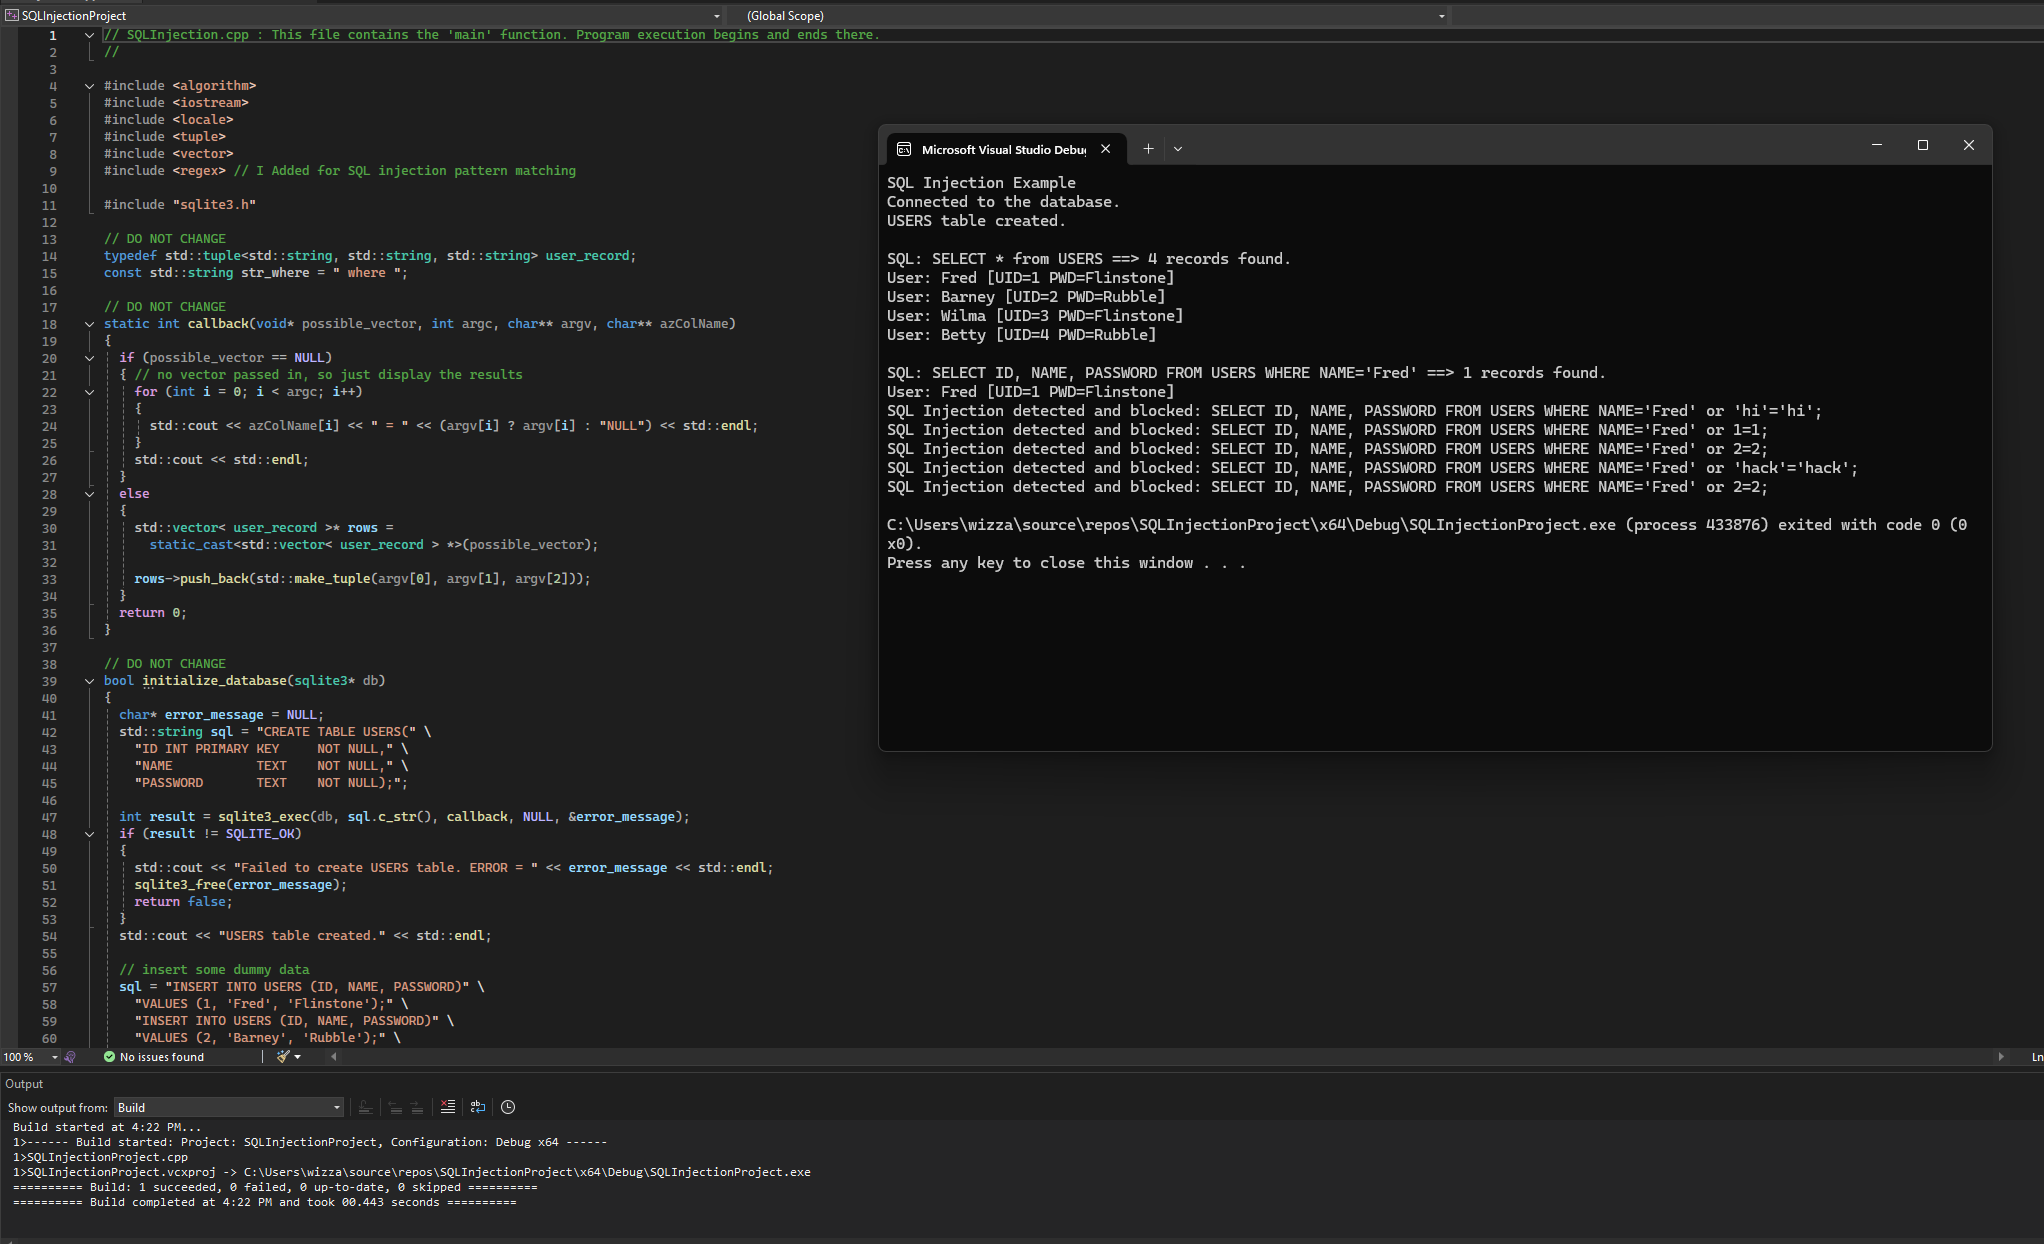 SQLInjectionProject
(Global Scope)
1 // SQLInjection.cpp : This file contains the 'main' function. Program execution begins and ends there.
2 //
3
4 #include <algorithm>
5 #include <iostream>
6 #include <locale>
7 #include <tuple>
8 #include <vector>
9 #include <regex> // I Added for SQL injection pattern matching
10
11 #include "sqlite3.h"
12
13 // DO NOT CHANGE
14 typedef std::tuple<std::string, std::string, std::string> user_record;
15 const std::string str_where = " where ";
16
17 // DO NOT CHANGE
18 static int callback(void* possible_vector, int argc, char** argv, char** azColName)
19 {
20 if (possible_vector == NULL)
21 { // no vector passed in, so just display the results
22 for (int i = 0; i < argc; i++)
23 {
24 std::cout << azColName[i] << " = " << (argv[i] ? argv[i] : "NULL") << std::endl;
25 }
26 std::cout << std::endl;
27 }
28 else
29 {
30 std::vector< user_record >* rows =
31 static_cast<std::vector< user_record > *>(possible_vector);
32
33 rows->push_back(std::make_tuple(argv[0], argv[1], argv[2]));
34 }
35 return 0;
36 }
37
38 // DO NOT CHANGE
39 bool initialize_database(sqlite3* db)
40 {
41 char* error_message = NULL;
42 std::string sql = "CREATE TABLE USERS(" \
43 "ID INT PRIMARY KEY     NOT NULL," \
44 "NAME           TEXT    NOT NULL," \
45 "PASSWORD       TEXT    NOT NULL);";
46
47 int result = sqlite3_exec(db, sql.c_str(), callback, NULL, &error_message);
48 if (result != SQLITE_OK)
49 {
50 std::cout << "Failed to create USERS table. ERROR = " << error_message << std::endl;
51 sqlite3_free(error_message);
52 return false;
53 }
54 std::cout << "USERS table created." << std::endl;
55
56 // insert some dummy data
57 sql = "INSERT INTO USERS (ID, NAME, PASSWORD)" \
58 "VALUES (1, 'Fred', 'Flinstone');" \
59 "INSERT INTO USERS (ID, NAME, PASSWORD)" \
60 "VALUES (2, 'Barney', 'Rubble');" \
Microsoft Visual Studio Debu
SQL Injection Example
Connected to the database.
USERS table created.
SQL: SELECT * from USERS ==> 4 records found.
User: Fred [UID=1 PWD=Flinstone]
User: Barney [UID=2 PWD=Rubble]
User: Wilma [UID=3 PWD=Flinstone]
User: Betty [UID=4 PWD=Rubble]
SQL: SELECT ID, NAME, PASSWORD FROM USERS WHERE NAME='Fred' ==> 1 records found.
User: Fred [UID=1 PWD=Flinstone]
SQL Injection detected and blocked: SELECT ID, NAME, PASSWORD FROM USERS WHERE NAME='Fred' or 'hi'='hi';
SQL Injection detected and blocked: SELECT ID, NAME, PASSWORD FROM USERS WHERE NAME='Fred' or 1=1;
SQL Injection detected and blocked: SELECT ID, NAME, PASSWORD FROM USERS WHERE NAME='Fred' or 2=2;
SQL Injection detected and blocked: SELECT ID, NAME, PASSWORD FROM USERS WHERE NAME='Fred' or 'hack'='hack';
SQL Injection detected and blocked: SELECT ID, NAME, PASSWORD FROM USERS WHERE NAME='Fred' or 2=2;
C:\Users\wizza\source\repos\SQLInjectionProject\x64\Debug\SQLInjectionProject.exe (process 433876) exited with code 0 (0
x0).
Press any key to close this window . . .
100 %
No issues found
Ln
Output
Show output from: Build
Build started at 4:22 PM...
1>------ Build started: Project: SQLInjectionProject, Configuration: Debug x64 ------
1>SQLInjectionProject.cpp
1>SQLInjectionProject.vcxproj -> C:\Users\wizza\source\repos\SQLInjectionProject\x64\Debug\SQLInjectionProject.exe
========== Build: 1 succeeded, 0 failed, 0 up-to-date, 0 skipped ==========
========== Build completed at 4:22 PM and took 00.443 seconds ==========